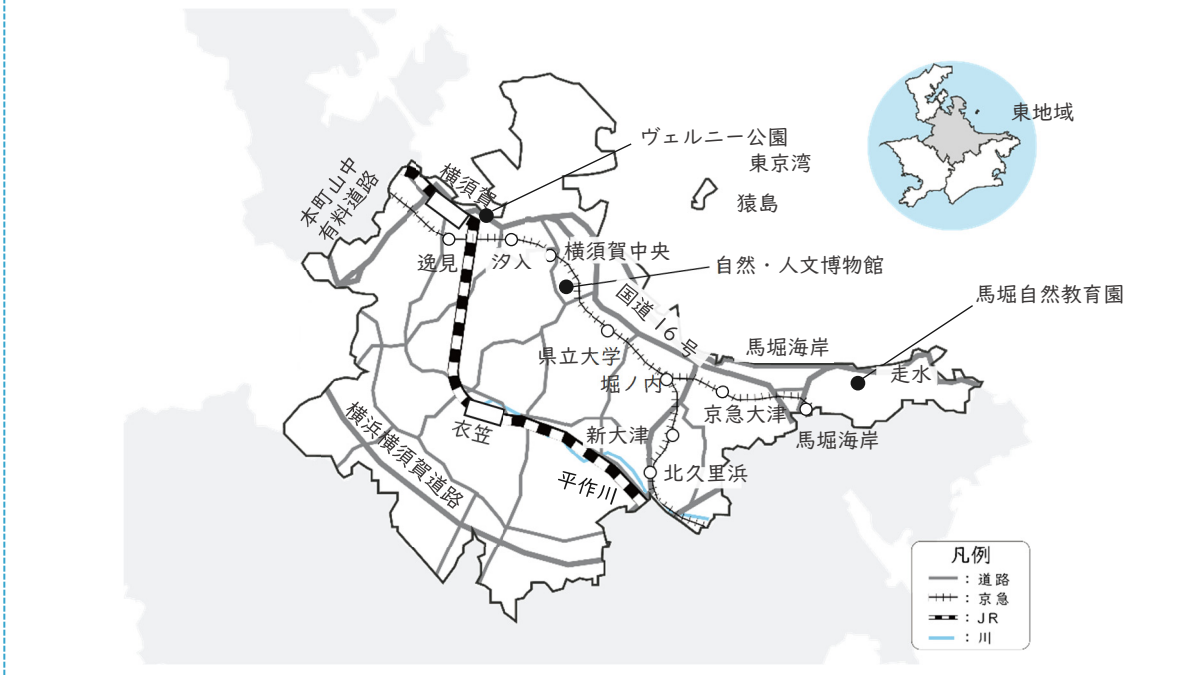 ヴェルニー公園
東京湾
東地域
猿島
横須賀
本町山中
有料道路
逸見
汐入
横須賀中央
自然・人文博物館
馬堀自然教育園
国道16号
県立大学
堀ノ内
馬堀海岸
走水
京急大津
馬堀海岸
新大津
北久里浜
衣笠
平作川
横浜横須賀道路
凡例
：道路
：京急
：JR
：川